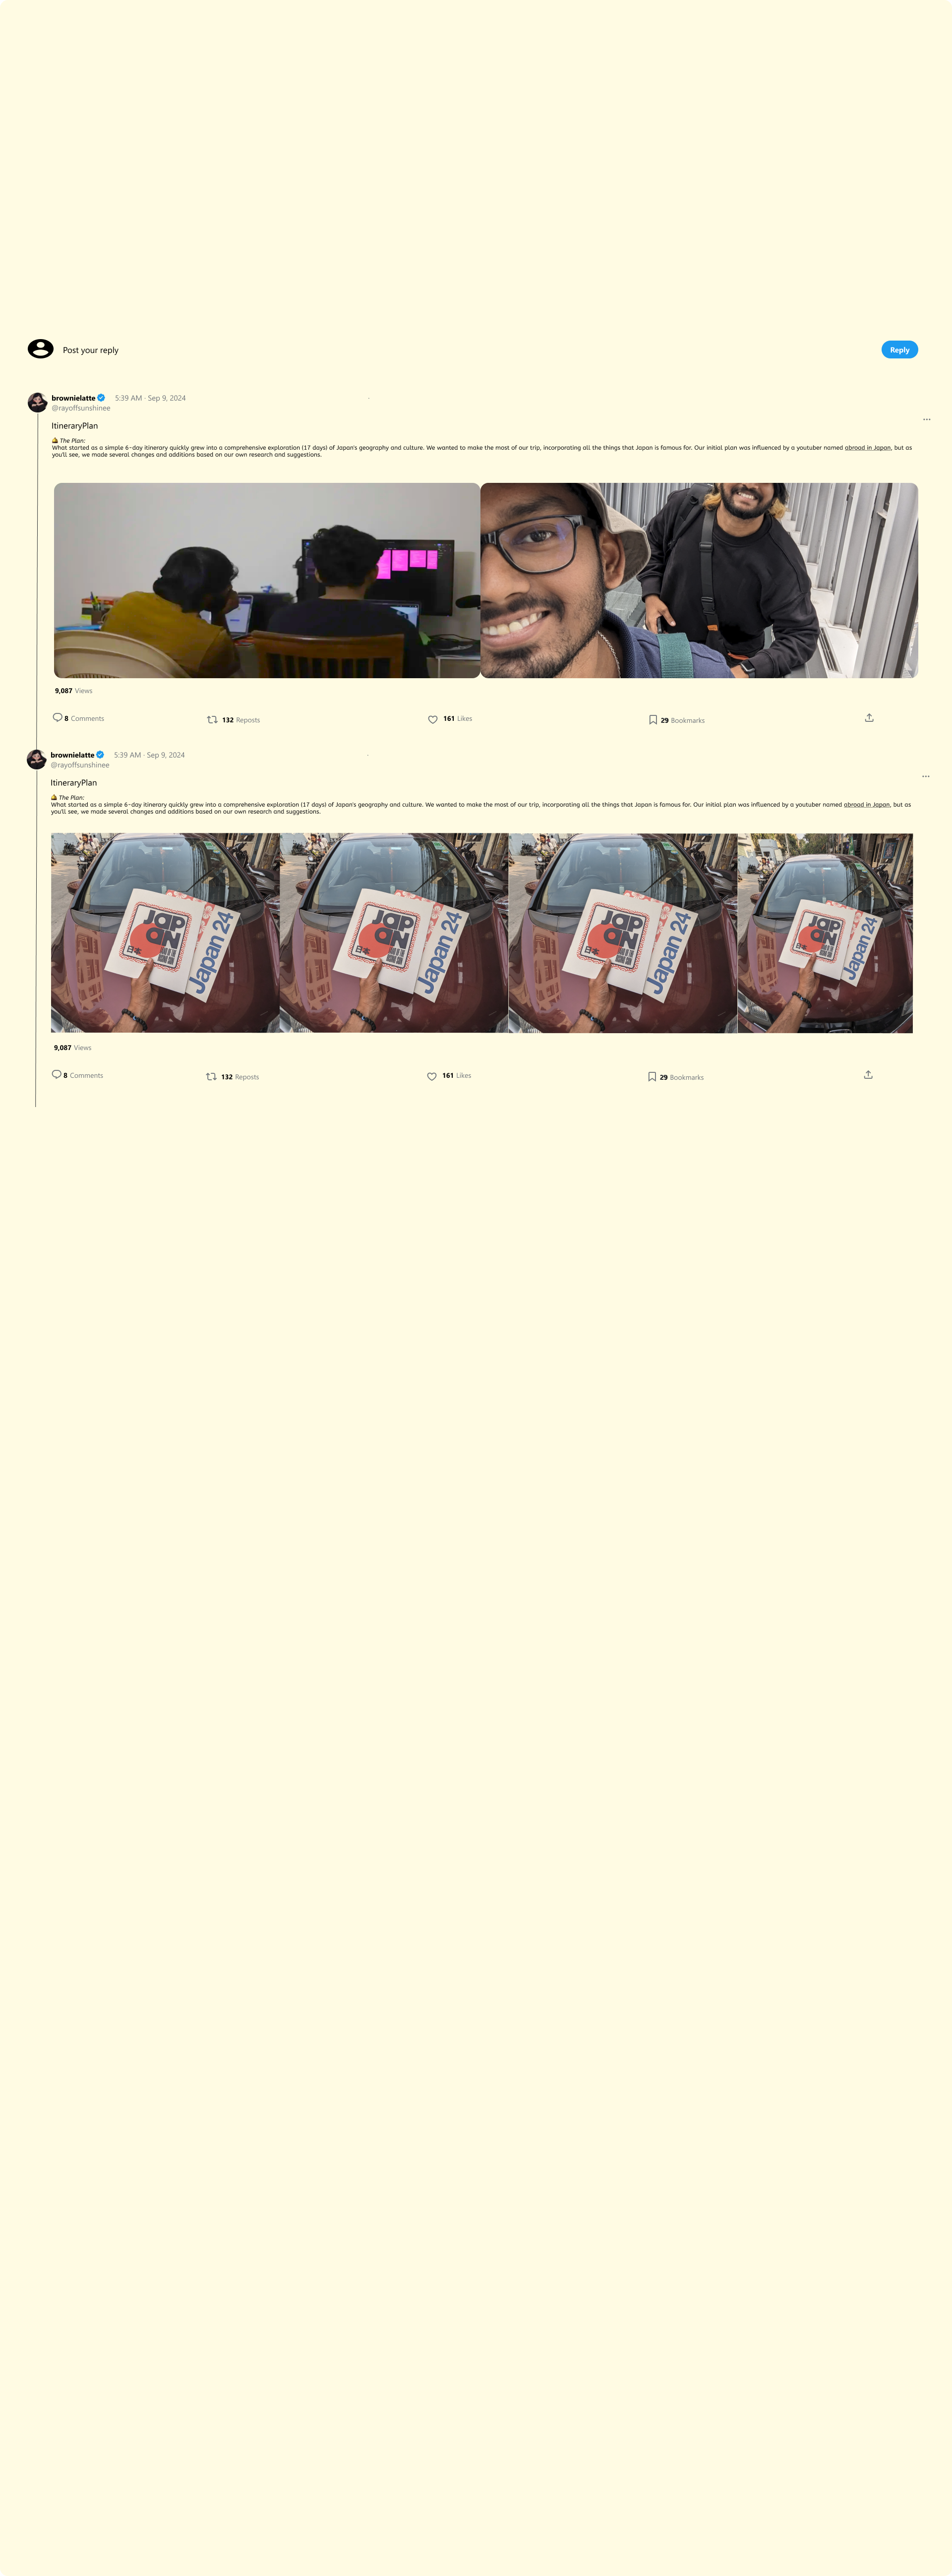 Post your reply
Reply
brownielatte
5:39 AM · Sep 9, 2024
@rayoffsunshinee
ItineraryPlan
The Plan:
What started as a simple 6-day itinerary quickly grew into a comprehensive exploration (17 days) of Japan's geography and culture. We wanted to make the most of our trip, incorporating all the things that Japan is famous for. Our initial plan was influenced by a youtuber named abroad in Japan, but as
you'll see, we made several changes and additions based on our own research and suggestions.
9,087 Views
8 Comments
132 Reposts
161 Likes
29 Bookmarks
brownielatte
5:39 AM · Sep 9, 2024
@rayoffsunshinee
ItineraryPlan
The Plan:
What started as a simple 6-day itinerary quickly grew into a comprehensive exploration (17 days) of Japan's geography and culture. We wanted to make the most of our trip, incorporating all the things that Japan is famous for. Our initial plan was influenced by a youtuber named abroad in Japan, but as
you'll see, we made several changes and additions based on our own research and suggestions.
JAP
AN
日本
Japan 24
JAP
AN
日本
Japan 24
JAP
AN
日本
Japan 24
JAP
AN
日本
Japan 24
9,087 Views
8 Comments
132 Reposts
161 Likes
29 Bookmarks